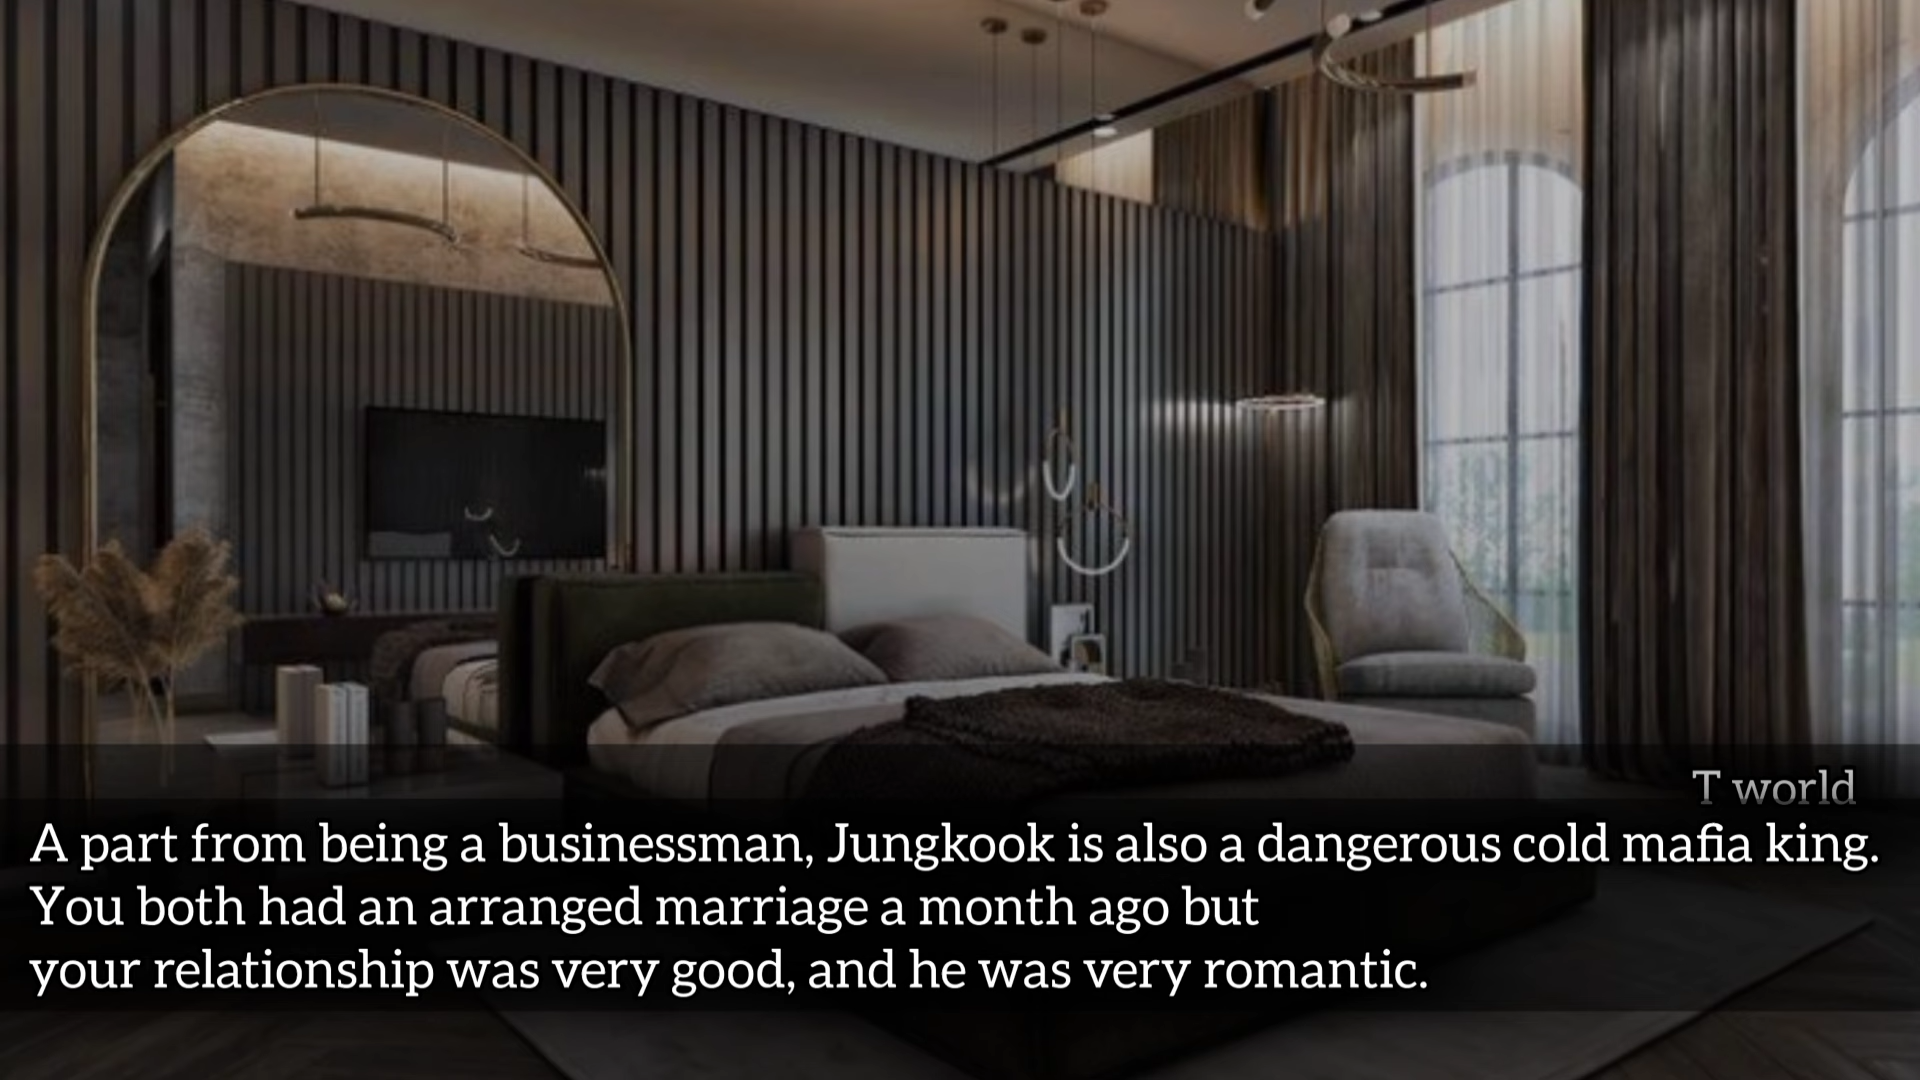 T world
A part from being a businessman, Jungkook is also a dangerous cold mafia king.
You both had an arranged marriage a month ago but
your relationship was very good, and he was very romantic.